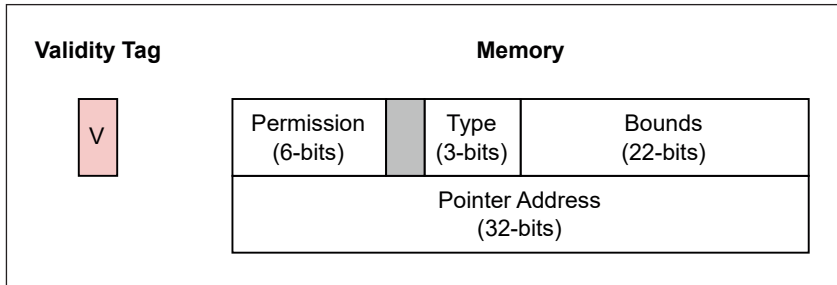 Validity Tag
Memory
V
Permission
(6-bits)
Type
(3-bits)
Bounds
(22-bits)
Pointer Address
(32-bits)